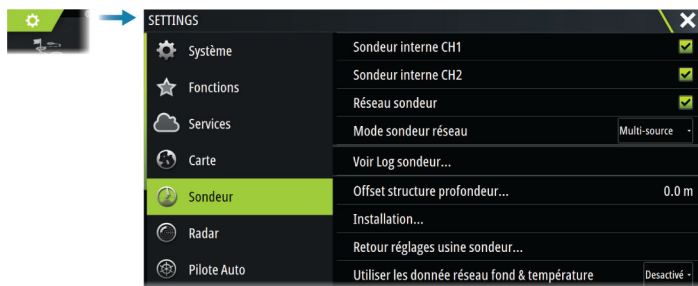 SETTINGS
Système
Fonctions
Services
Carte
Sondeur
Radar
Pilote Auto
Sondeur interne CH1
Sondeur interne CH2
Réseau sondeur
Mode sondeur réseau Multi-source
Voir Log sondeur...
Offset structure profondeur... 0.0 m
Installation...
Retour réglages usine sondeur...
Utiliser les donnée réseau fond & température Desactivé